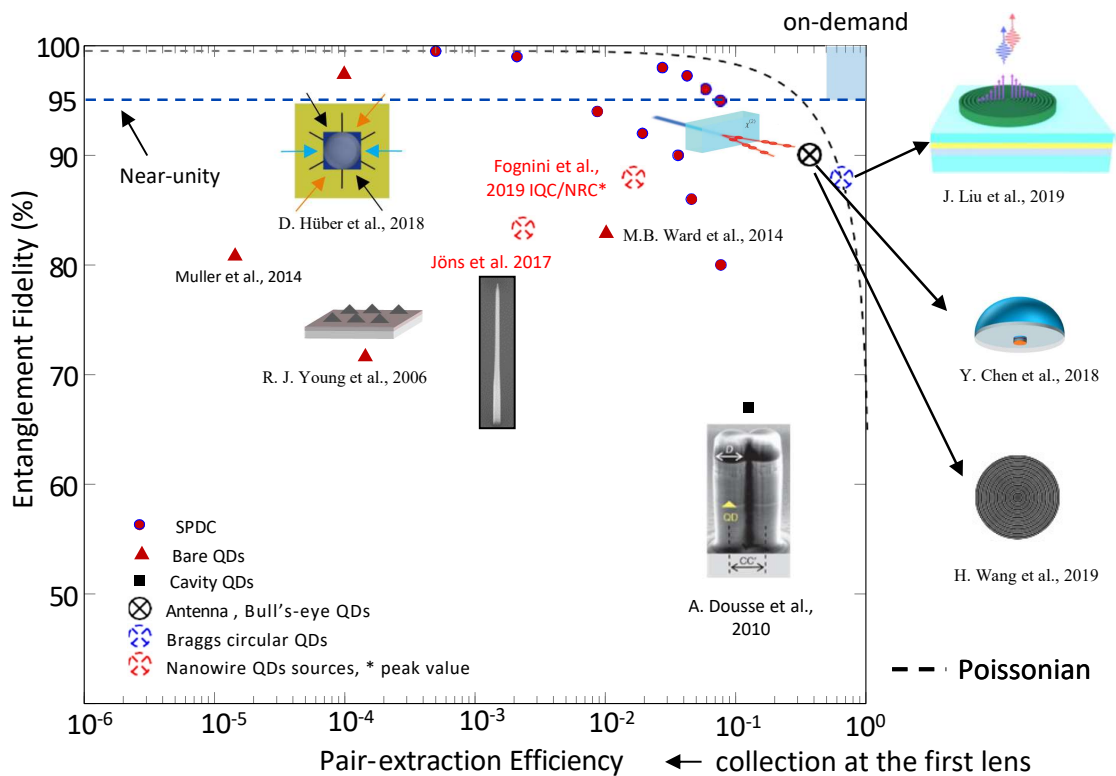 on-demand
100
95
90
80
70
60
50
Entanglement Fidelity (%)
Near-unity
D. Hüber et al., 2018
Fognini et al.,
2019 IQC/NRC*
χ(2)
M.B. Ward et al., 2014
J. Liu et al., 2019
Muller et al., 2014
Jöns et al. 2017
R. J. Young et al., 2006
Y. Chen et al., 2018
D
QD
CC'
A. Dousse et al.,
2010
H. Wang et al., 2019
SPDC
Bare QDs
Cavity QDs
Antenna , Bull's-eye QDs
Braggs circular QDs
Nanowire QDs sources, * peak value
Poissonian
10⁻⁶ 10⁻⁵ 10⁻⁴ 10⁻³ 10⁻² 10⁻¹ 10⁰
Pair-extraction Efficiency ← collection at the first lens